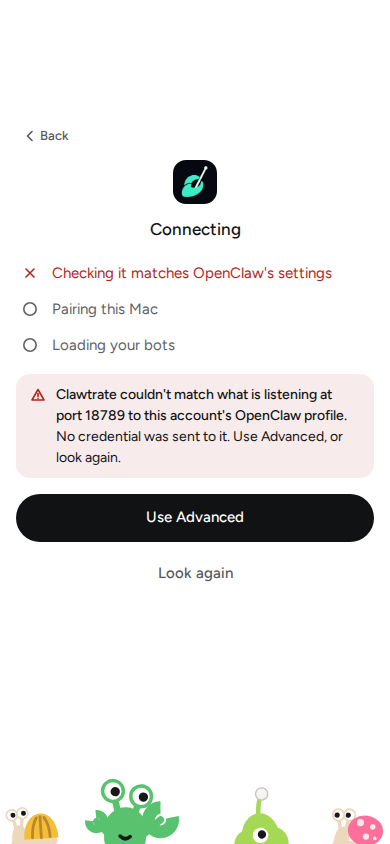 Back
Connecting
Checking it matches OpenClaw's settings
Pairing this Mac
Loading your bots
Clawtrate couldn't match what is listening at
port 18789 to this account's OpenClaw profile.
No credential was sent to it. Use Advanced, or
look again.
Use Advanced
Look again